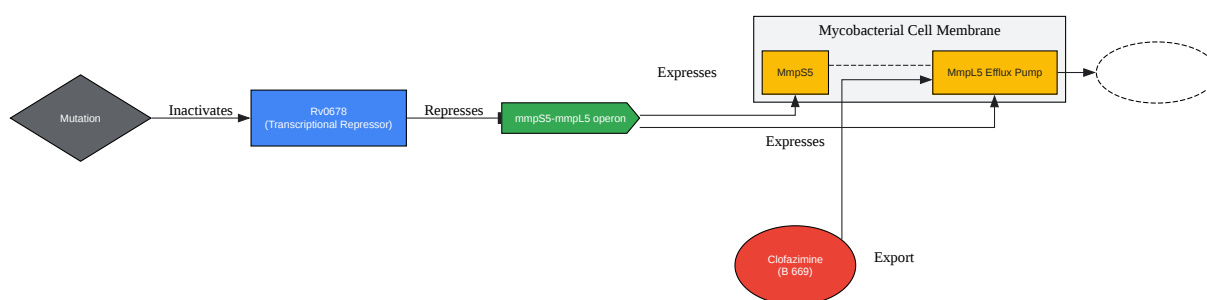 Mycobacterial Cell Membrane
MmpS5
MmpL5 Efflux Pump
Expresses
Mutation
Inactivates
Rv0678
(Transcriptional Repressor)
Represses
mmpS5-mmpL5 operon
Expresses
Clofazimine
(B 669)
Export